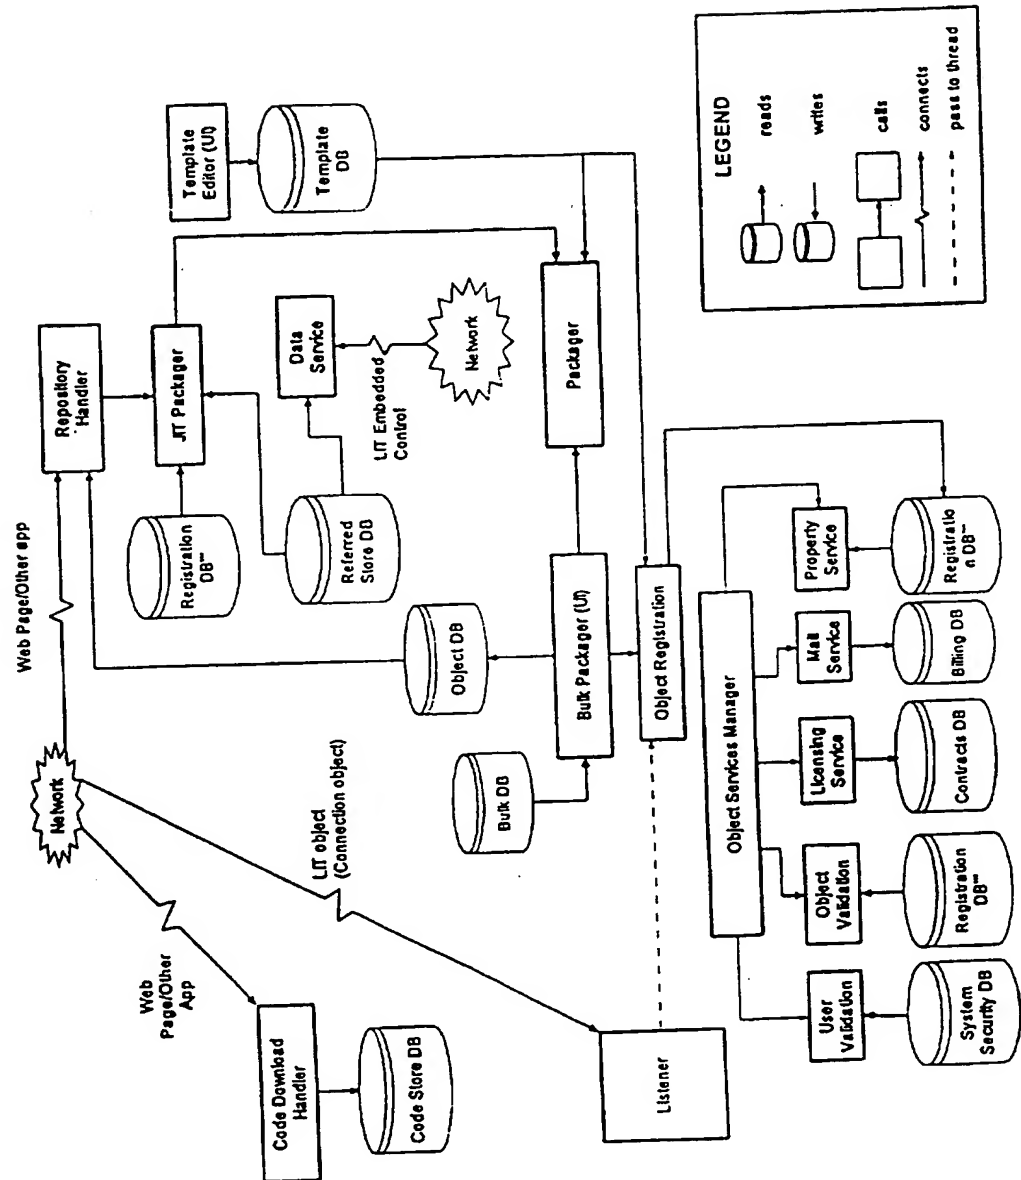 Web
Page/Other
App
Code Download
Handler
Code Store DB
Network
Web Page/Other app
LIT object
(Connection object)
Listener
Repository
Handler
JIT Packager
Registration
DB**
Referred
Store DB
Data
Service
LIT Embedded
Control
Network
Template
Editor (UI)
Template
DB
Packager
Object DB
Bulk DB
Bulk Packager (UI)
Object Registration
Object Services Manager
User
Validation
Object
Validation
Licensing
Service
Mail
Service
Property
Service
System
Security DB
Registration
DB**
Contracts DB
Billing DB
Registratio
n DB**
LEGEND
reads
writes
calls
connects
pass to thread